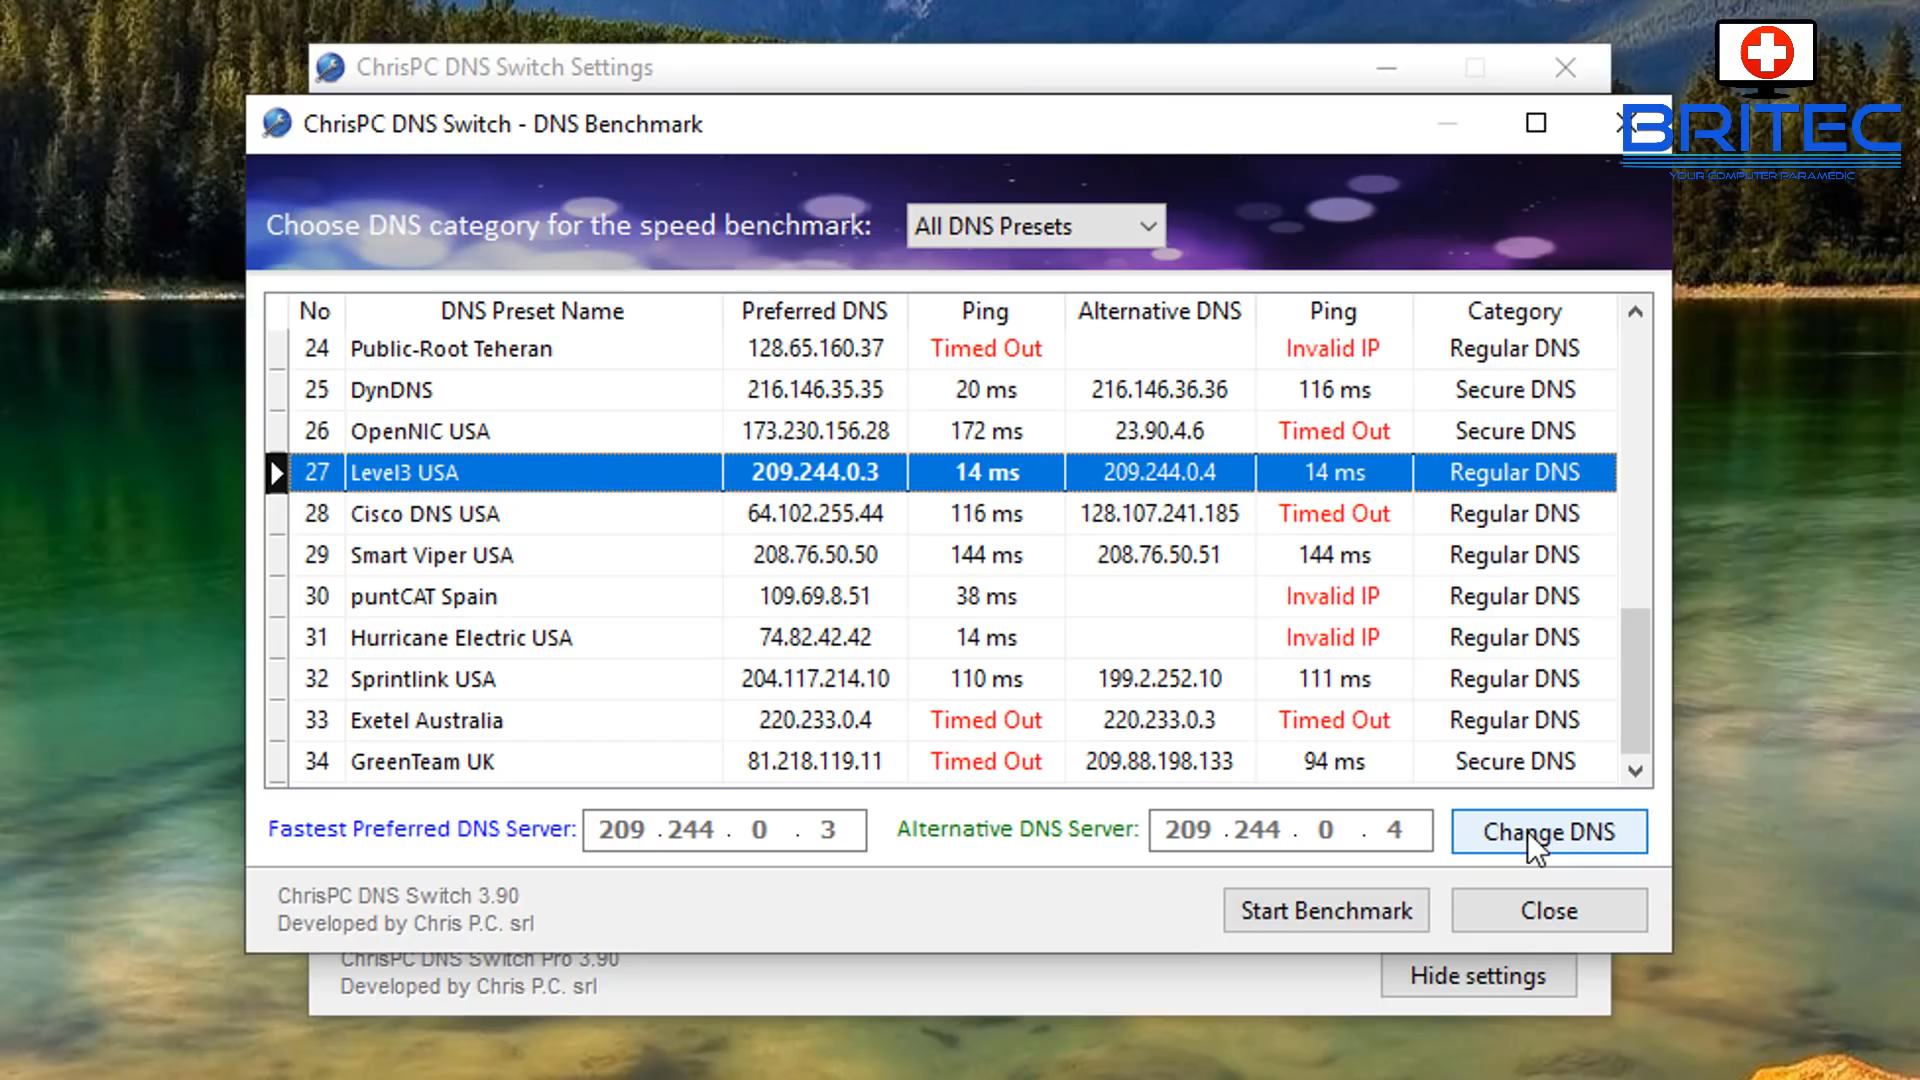 ChrisPC DNS Switch Settings
ChrisPC DNS Switch - DNS Benchmark
BRITEC
YOUR COMPUTER PARAMEDIC
Choose DNS category for the speed benchmark: All DNS Presets
No DNS Preset Name Preferred DNS Ping Alternative DNS Ping Category
24 Public-Root Teheran 128.65.160.37 Timed Out Invalid IP Regular DNS
25 DynDNS 216.146.35.35 20 ms 216.146.36.36 116 ms Secure DNS
26 OpenNIC USA 173.230.156.28 172 ms 23.90.4.6 Timed Out Secure DNS
27 Level3 USA 209.244.0.3 14 ms 209.244.0.4 14 ms Regular DNS
28 Cisco DNS USA 64.102.255.44 116 ms 128.107.241.185 Timed Out Regular DNS
29 Smart Viper USA 208.76.50.50 144 ms 208.76.50.51 144 ms Regular DNS
30 puntCAT Spain 109.69.8.51 38 ms Invalid IP Regular DNS
31 Hurricane Electric USA 74.82.42.42 14 ms Invalid IP Regular DNS
32 Sprintlink USA 204.117.214.10 110 ms 199.2.252.10 111 ms Regular DNS
33 Exetel Australia 220.233.0.4 Timed Out 220.233.0.3 Timed Out Regular DNS
34 GreenTeam UK 81.218.119.11 Timed Out 209.88.198.133 94 ms Secure DNS
Fastest Preferred DNS Server: 209 . 244 . 0 . 3 Alternative DNS Server: 209 . 244 . 0 . 4 Change DNS
ChrisPC DNS Switch 3.90
Developed by Chris P.C. srl
Start Benchmark Close
ChrisPC DNS Switch Pro 3.90
Developed by Chris P.C. srl
Hide settings